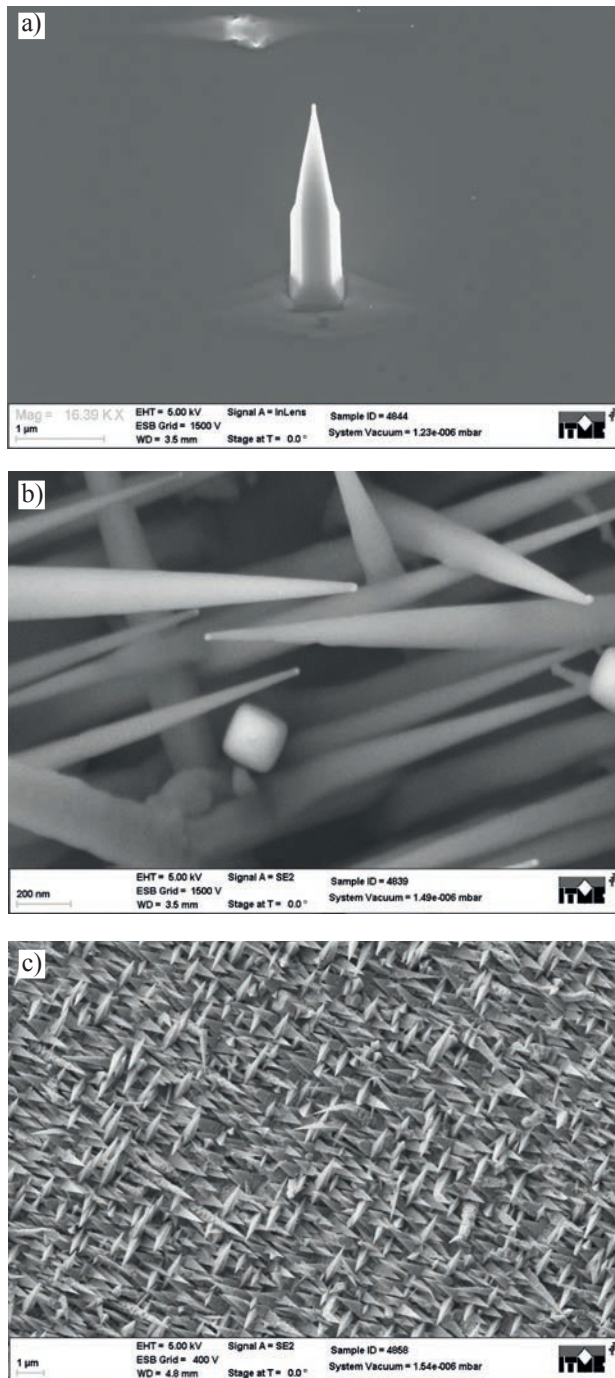 a)
Mag = 16.39 K X
1 µm
EHT = 5.00 kV Signal A = InLens Sample ID = 4844
ESB Grid = 1500 V System Vacuum = 1.23e-006 mbar
WD = 3.5 mm Stage at T = 0.0 °
ITME
b)
200 nm
EHT = 5.00 kV Signal A = SE2 Sample ID = 4839
ESB Grid = 1500 V System Vacuum = 1.49e-006 mbar
WD = 3.5 mm Stage at T = 0.0 °
ITME
c)
1 µm
EHT = 5.00 kV Signal A = SE2 Sample ID = 4858
ESB Grid = 400 V System Vacuum = 1.54e-006 mbar
WD = 4.8 mm Stage at T = 0.0 °
ITME